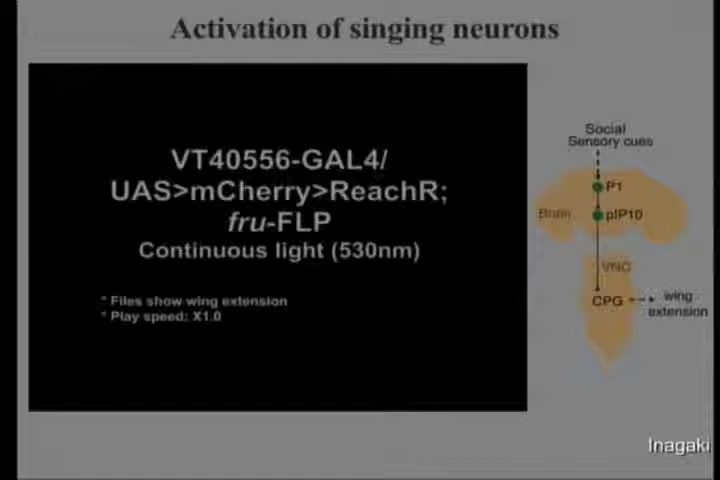 Activation of singing neurons
VT40556-GAL4/
UAS>mCherry>ReachR;
fru-FLP
Continuous light (530nm)
* Files show wing extension
* Play speed: X1.0
Social
Sensory cues
P1
Brain
pIP10
VNC
CPG
wing
extension
Inagaki